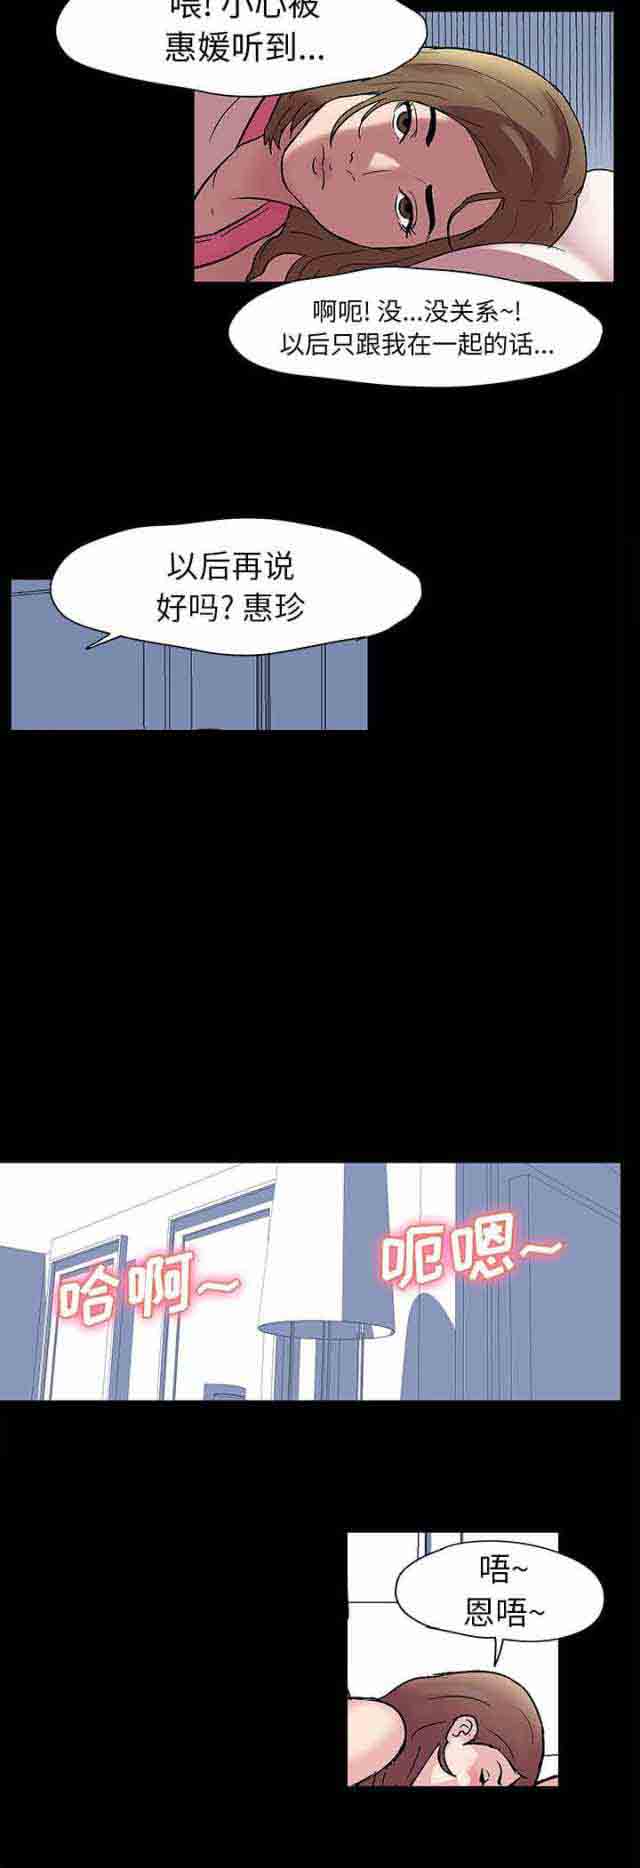 喂! 小心被
惠媛听到...
啊呃! 没...没关系~!
以后只跟我在一起的话...
以后再说
好吗? 惠珍
哈啊~
呃嗯~
唔~
恩唔~